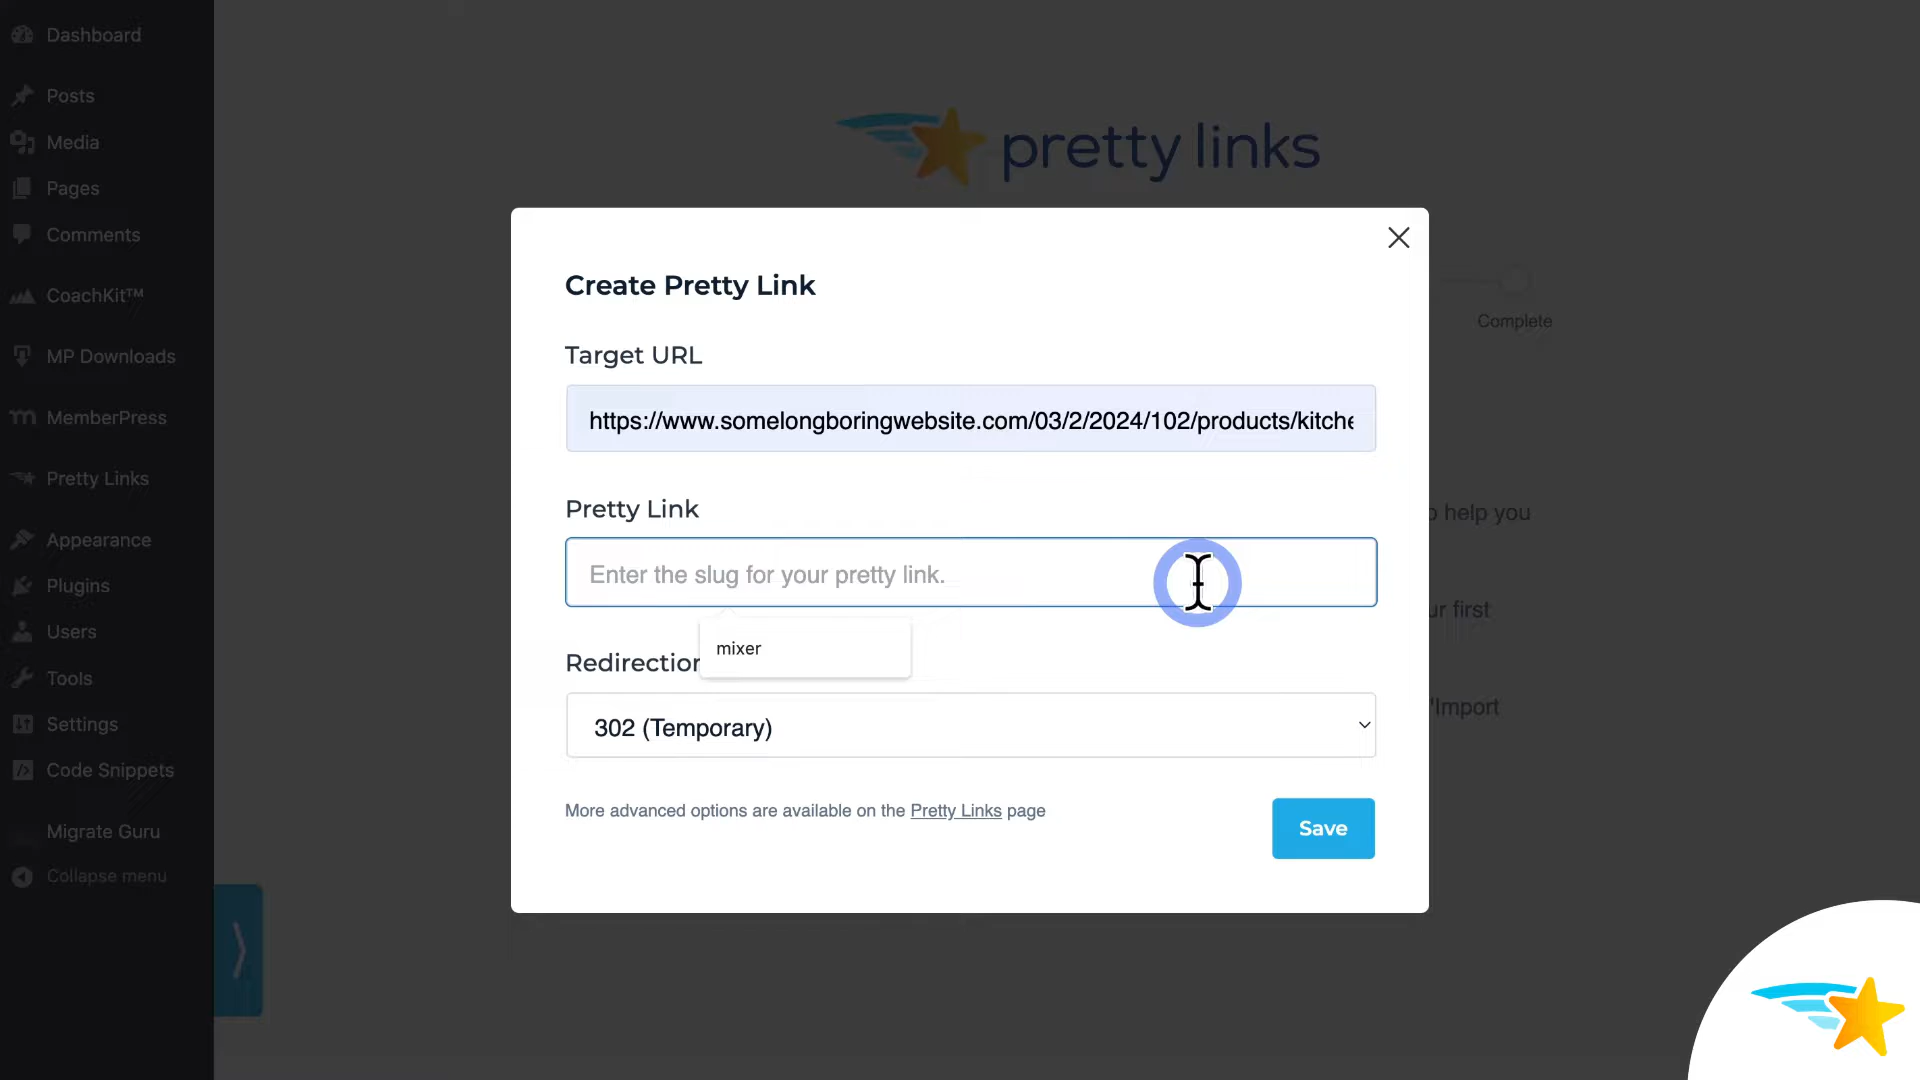 Dashboard
Posts
Media
Pages
Comments
CoachKit™
MP Downloads
MemberPress
Pretty Links
Appearance
Plugins
Users
Tools
Settings
Code Snippets
Migrate Guru
Collapse menu
pretty links
Complete
help you
first
"Import
Create Pretty Link
Target URL
https://www.somelongboringwebsite.com/03/2/2024/102/products/kitche
Pretty Link
Enter the slug for your pretty link.
mixer
Redirection
302 (Temporary)
More advanced options are available on the Pretty Links page
Save